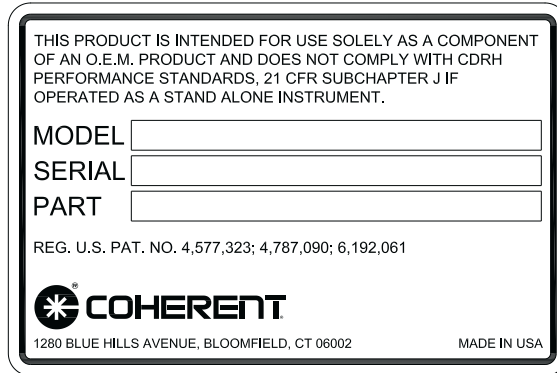 THIS PRODUCT IS INTENDED FOR USE SOLELY AS A COMPONENT
OF AN O.E.M. PRODUCT AND DOES NOT COMPLY WITH CDRH
PERFORMANCE STANDARDS, 21 CFR SUBCHAPTER J IF
OPERATED AS A STAND ALONE INSTRUMENT.
MODEL
SERIAL
PART
REG. U.S. PAT. NO. 4,577,323; 4,787,090; 6,192,061
® COHERENT.
1280 BLUE HILLS AVENUE, BLOOMFIELD, CT 06002 MADE IN USA